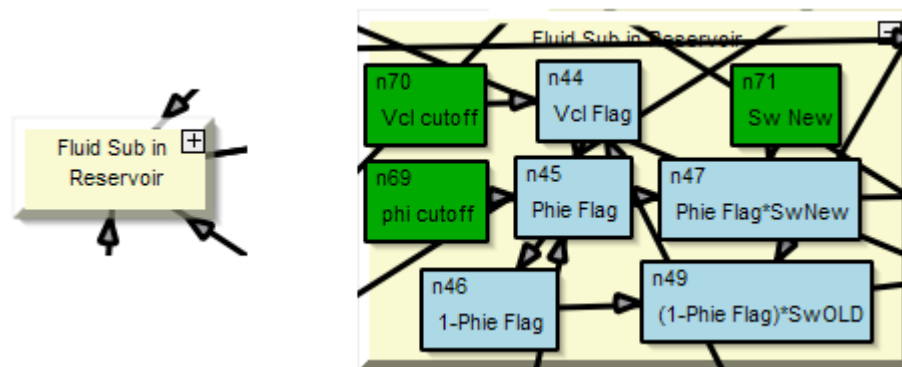 Fluid Sub in
Reservoir
Fluid Sub in Reservoir
n70
Vcl cutoff
n44
Vcl Flag
n71
Sw New
n69
phi cutoff
n45
Phie Flag
n47
Phie Flag*SwNew
n46
1-Phie Flag
n49
(1-Phie Flag)*SwOLD